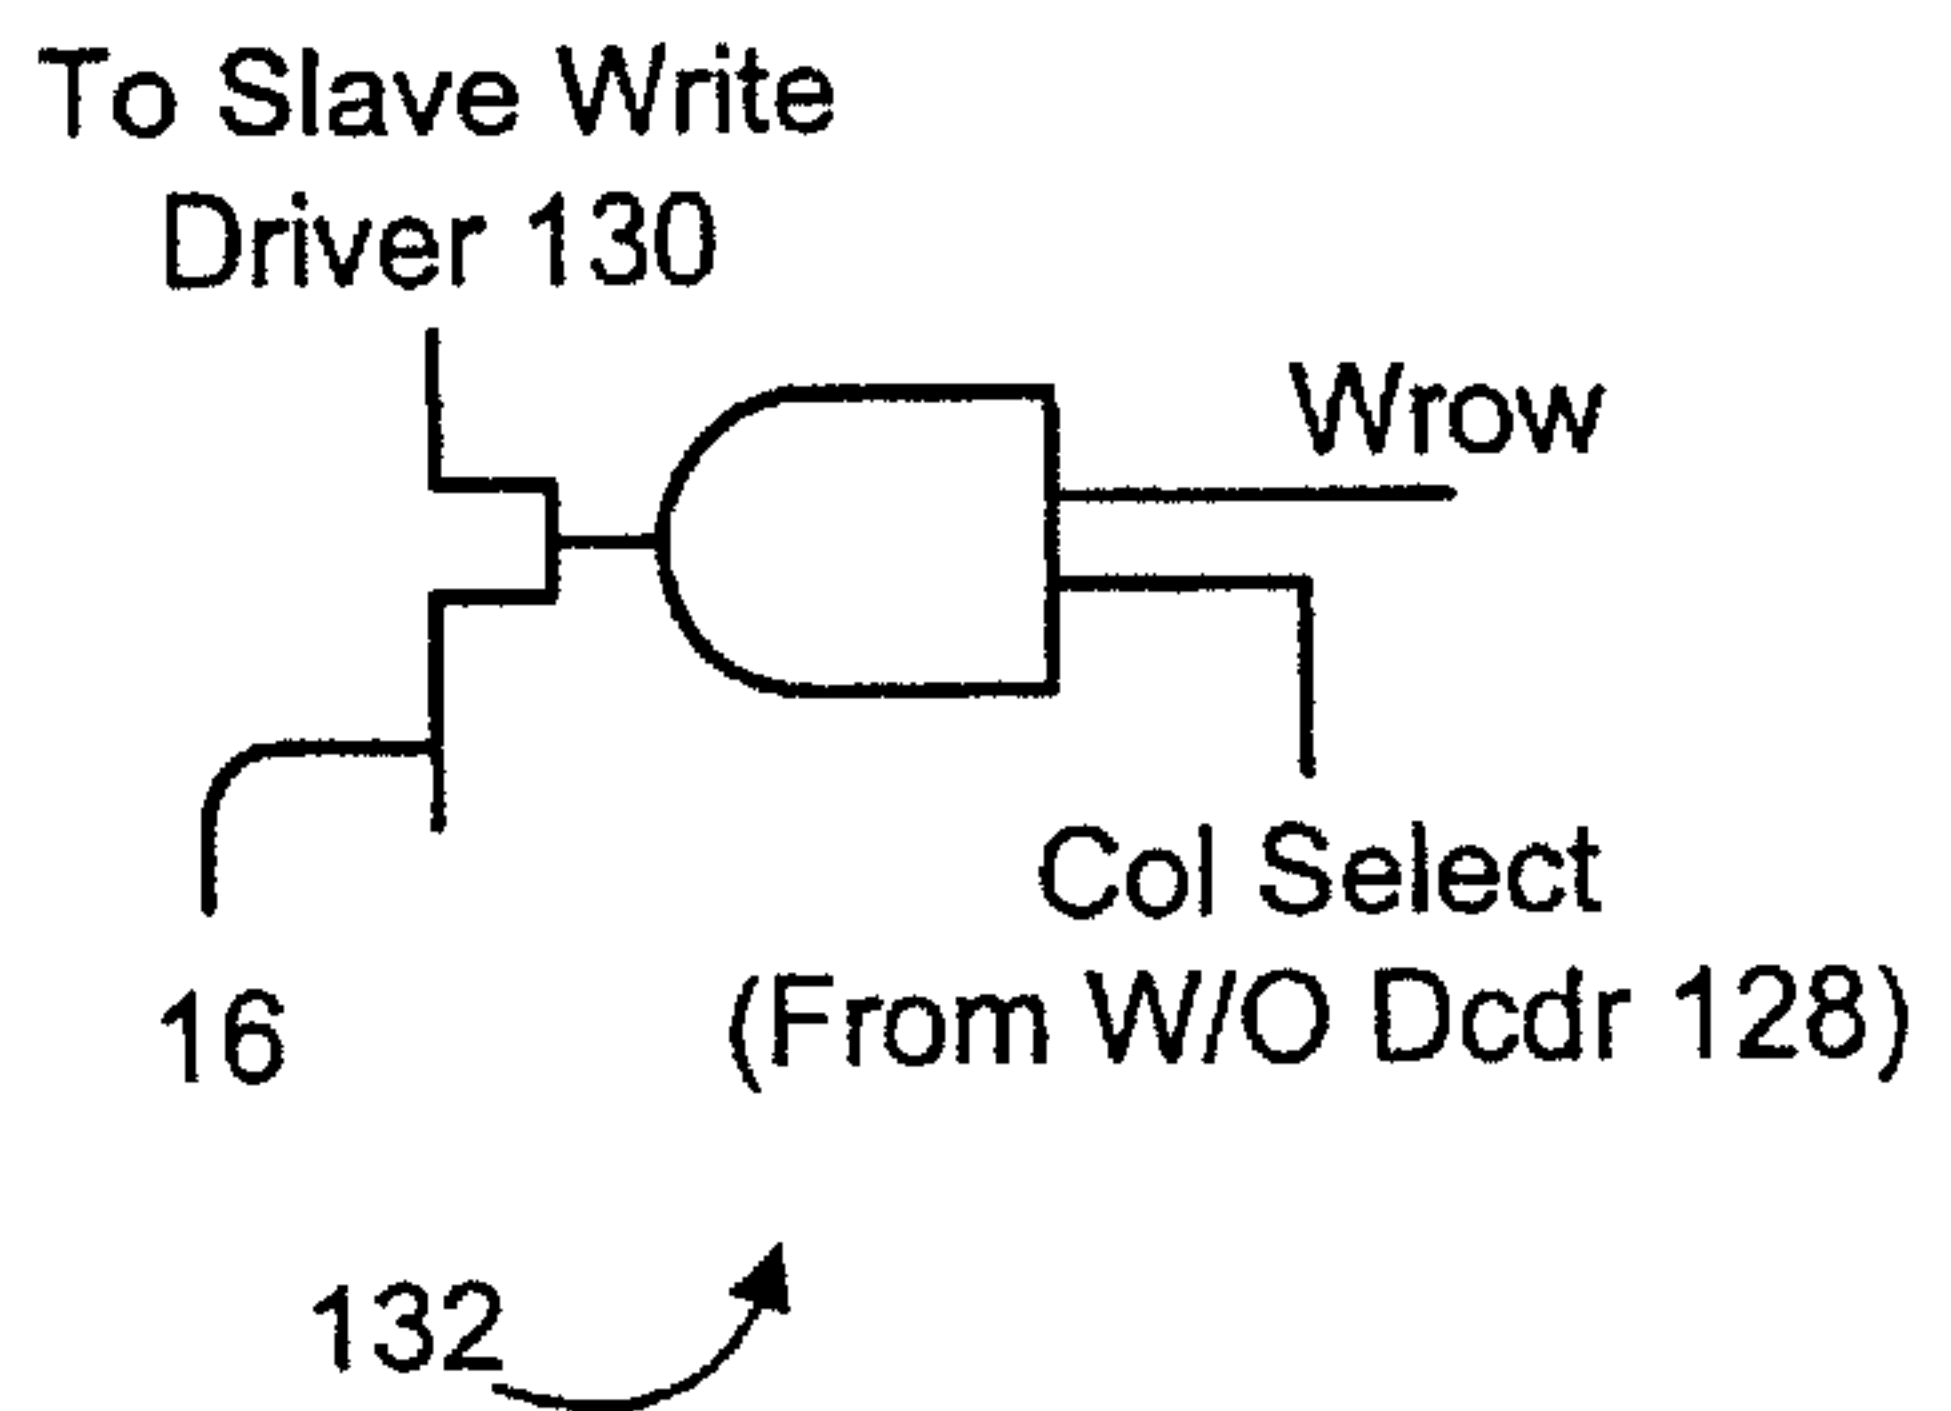 To Slave Write
Driver 130
Wrow
Col Select
(From W/O Dcdr 128)
16
132